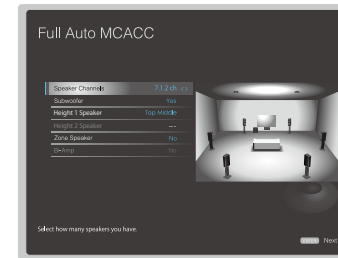 Full Auto MCACC
Speaker Channels 7.1.2 ch
Subwoofer Yes
Height 1 Speaker Top Middle
Height 2 Speaker ---
Zone Speaker No
Bi-Amp No
Select how many speakers you have.
ENTER Next